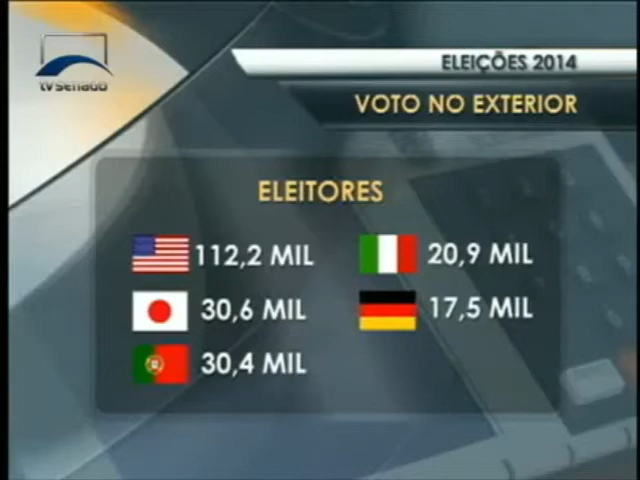 tv Senado
ELEIÇÕES 2014
VOTO NO EXTERIOR
ELEITORES
112,2 MIL
30,6 MIL
30,4 MIL
20,9 MIL
17,5 MIL